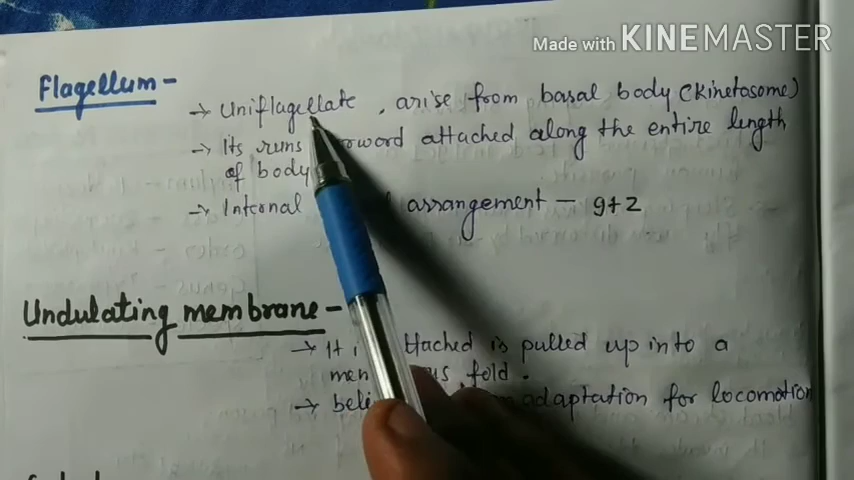 Made with KINEMASTER
Flagellum -
→ Uniflagellate, arise from basal body (kinetosome)
→ Its runs attached along the entire length
of body
→ Internal arrangement - 9+2
Undulating membrane -
→ It attached is pulled up into a
fold.
→ adaptation for locomotion